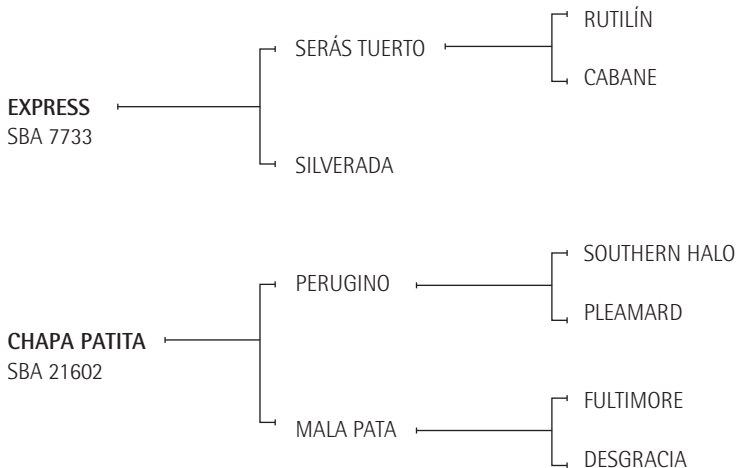 RUTILÍN
SERÁS TUERTO
CABANE
EXPRESS
SBA 7733
SILVERADA
SOUTHERN HALO
PERUGINO
PLEAMARD
CHAPA PATITA
SBA 21602
FULTIMORE
MALA PATA
DESGRACIA